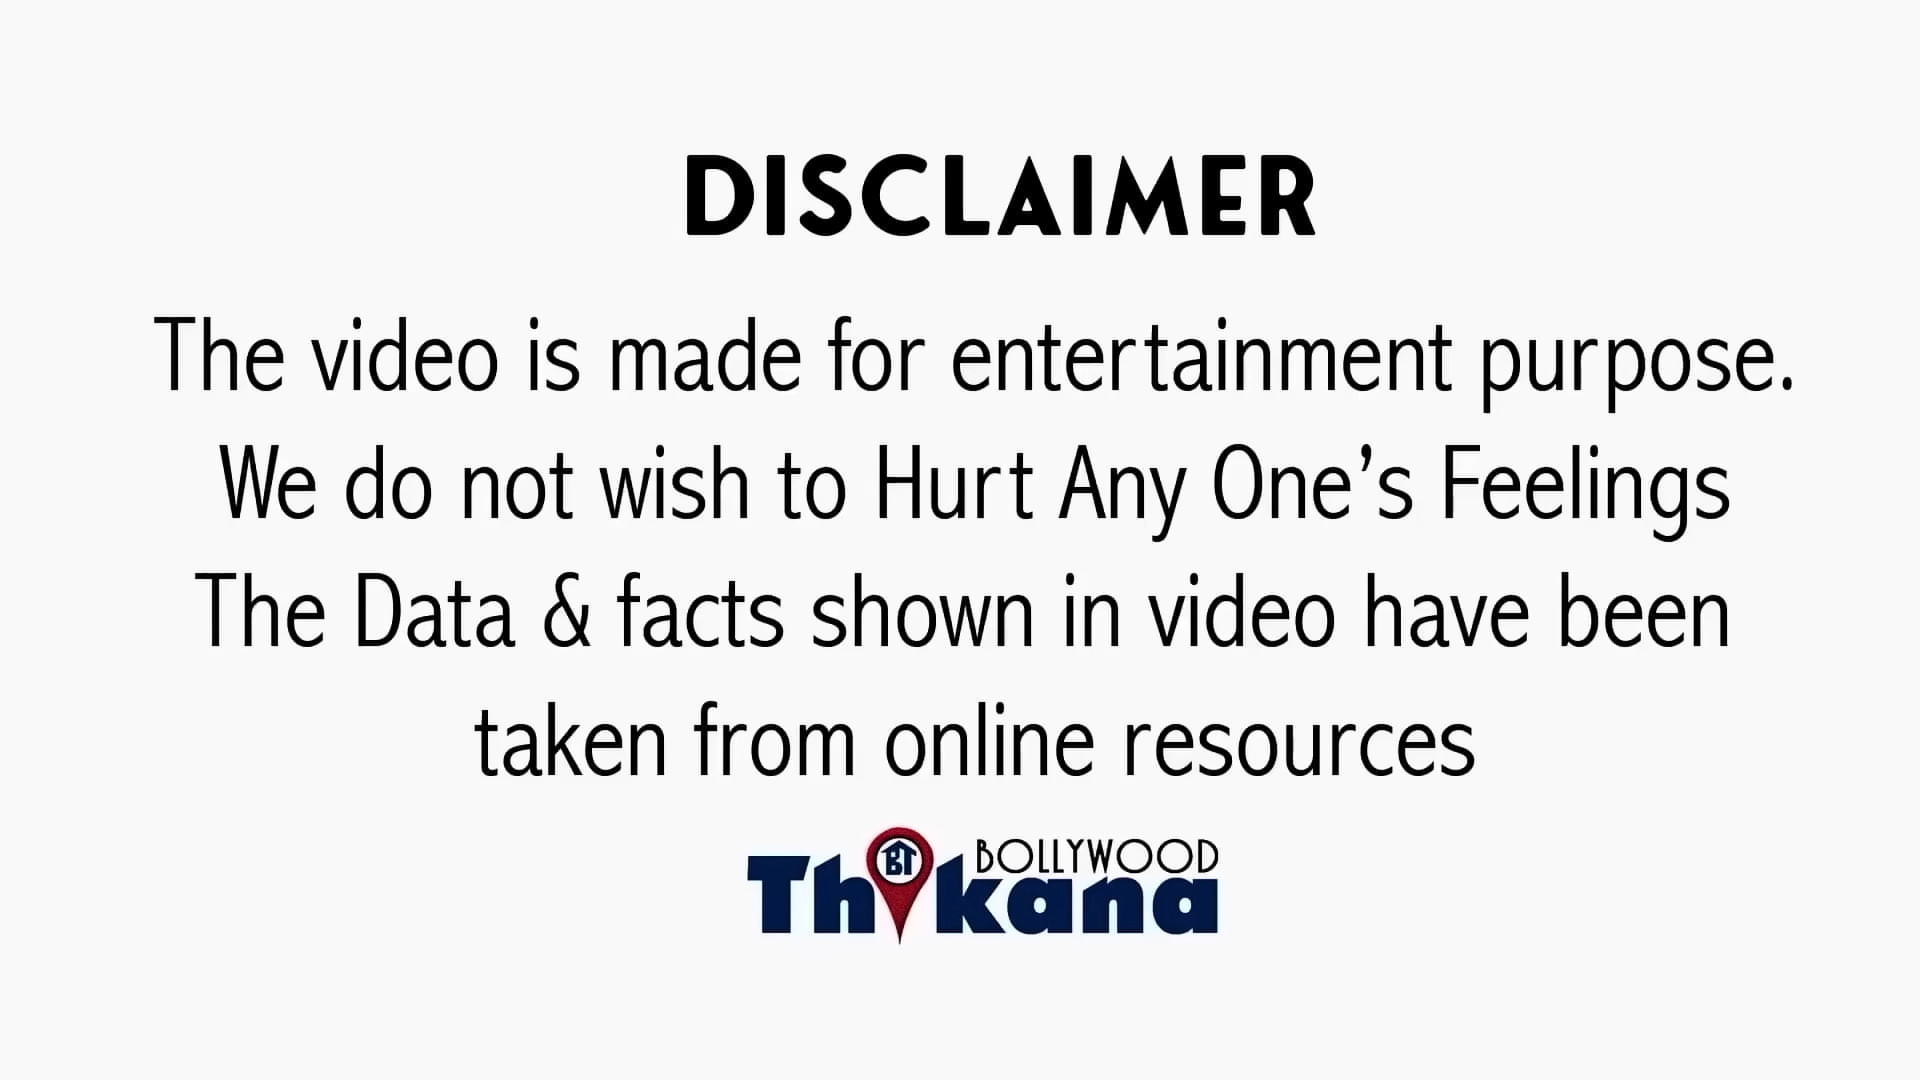 DISCLAIMER
The video is made for entertainment purpose.
We do not wish to Hurt Any One’s Feelings
The Data & facts shown in video have been
taken from online resources
BOLLYWOOD
BT
Thikana